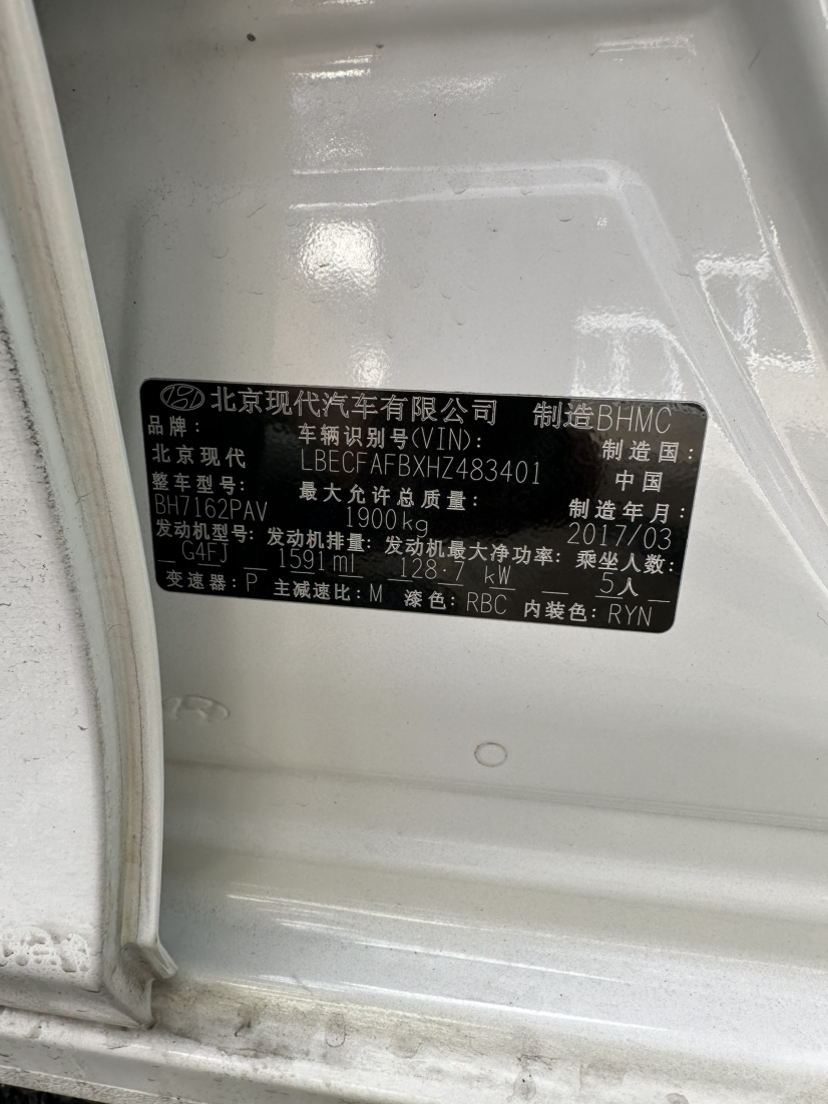 北京现代汽车有限公司 制造BHMC
品牌: 车辆识别号(VIN): 制造国:
北京现代 LBECFAFBXHZ483401 中国
整车型号: 最大允许总质量: 制造年月:
BH7162PAV 1900kg 2017/03
发动机型号: 发动机排量: 发动机最大净功率: 乘坐人数:
G4FJ 1591ml 128.7 kW 5人
变速器: P 主减速比: M 漆色: RBC 内装色: RYN